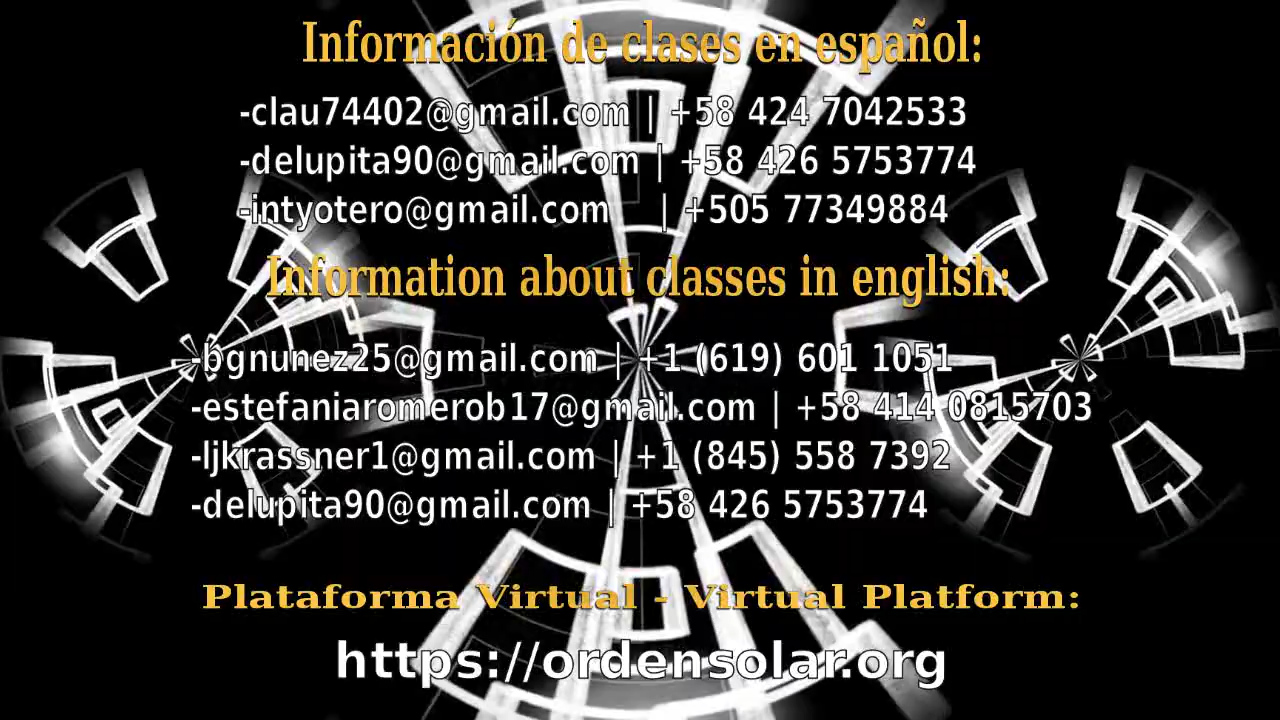 Información de clases en español:
-clau74402@gmail.com | +58 424 7042533
-delupita90@gmail.com | +58 426 5753774
-intyotero@gmail.com | +505 77349884
Information about classes in english:
-bgnunez25@gmail.com | +1 (619) 601 1051
-estefaniaromerob17@gmail.com | +58 414 0815703
-ljkrassner1@gmail.com | +1 (845) 558 7392
-delupita90@gmail.com | +58 426 5753774
Plataforma Virtual - Virtual Platform:
https://ordensolar.org